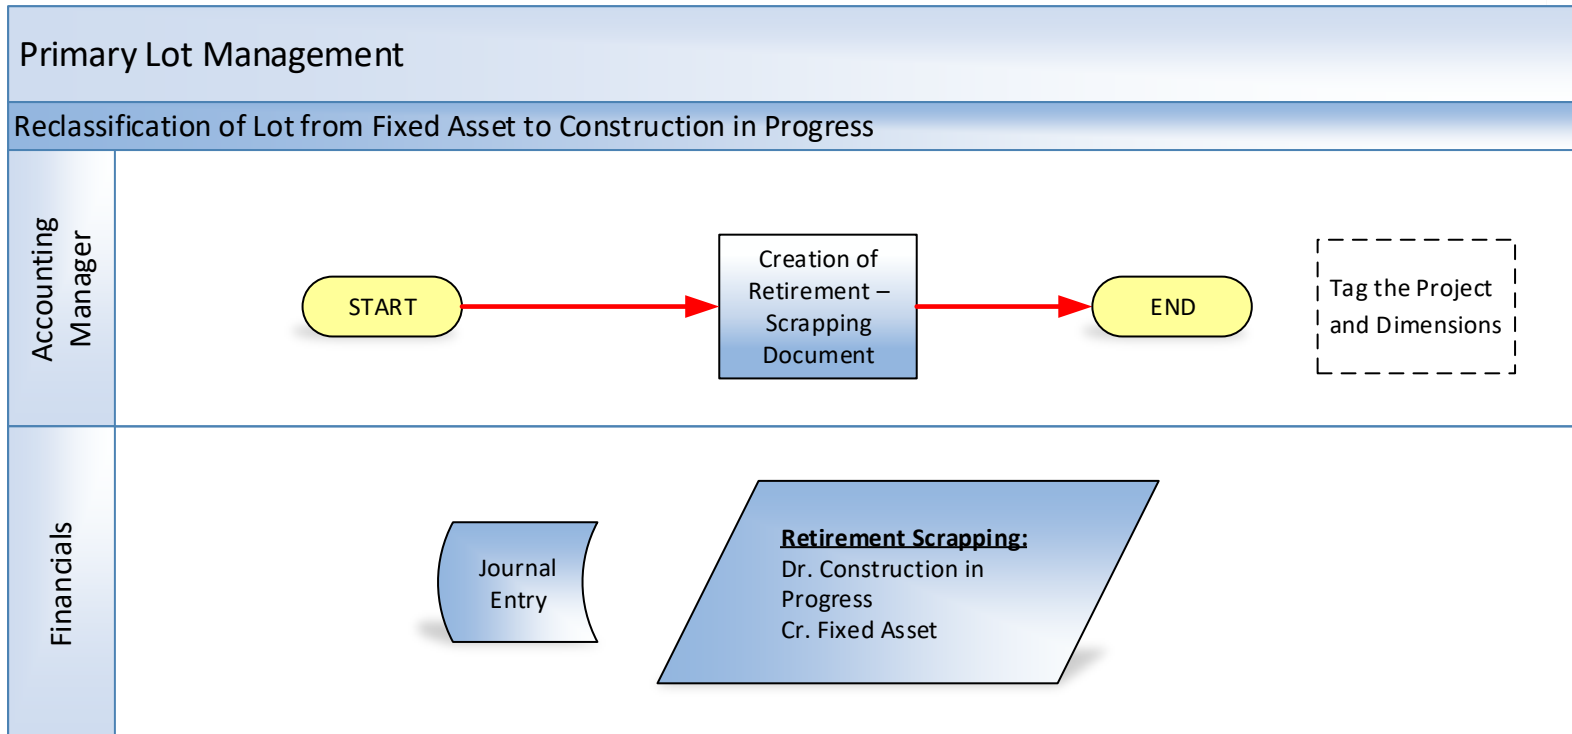 Primary Lot Management
Reclassification of Lot from Fixed Asset to Construction in Progress
Accounting
Manager
START
Creation of
Retirement –
Scrapping
Document
END
Tag the Project
and Dimensions
Financials
Journal
Entry
Retirement Scrapping:
Dr. Construction in
Progress
Cr. Fixed Asset